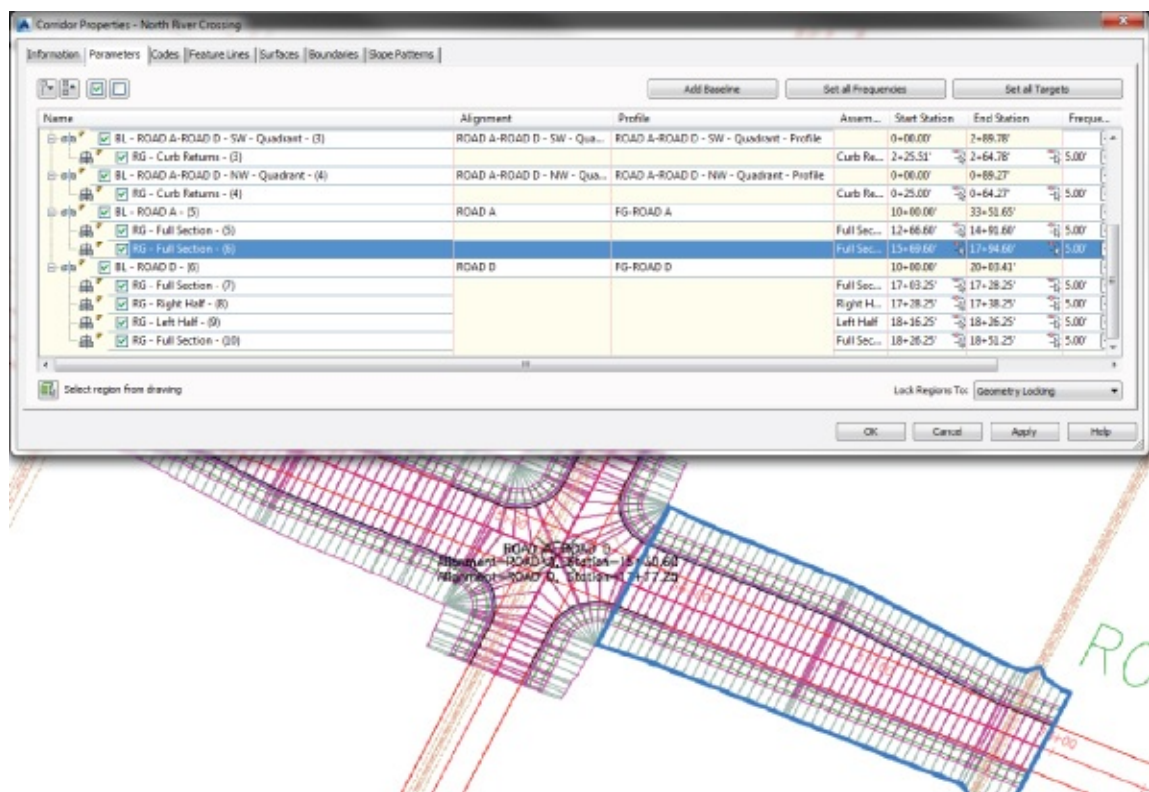 Corridor Properties - North River Crossing
Information Parameters Codes Feature Lines Surfaces Boundaries Slope Patterns
Add Baseline Set all Frequencies Set all Targets
Name Alignment Profile Assem... Start Station End Station Freque...
BL - ROAD A-ROAD D - SW - Quadrant - (3) ROAD A-ROAD D - SW - Qua... ROAD A-ROAD D - SW - Quadrant - Profile 0+00.00' 2+89.78'
RG - Curb Returns - (3) Curb Re... 2+25.51' 2+64.78' 5.00'
BL - ROAD A-ROAD D - NW - Quadrant - (4) ROAD A-ROAD D - NW - Qua... ROAD A-ROAD D - NW - Quadrant - Profile 0+00.00' 0+89.27'
RG - Curb Returns - (4) Curb Re... 0+25.00' 0+64.27' 5.00'
BL - ROAD A - (5) ROAD A FG-ROAD A 10+00.00' 33+51.65'
RG - Full Section - (5) Full Sec... 12+66.60' 14+91.60' 5.00'
RG - Full Section - (6) Full Sec... 15+69.60' 17+94.60' 5.00'
BL - ROAD D - (6) ROAD D FG-ROAD D 10+00.00' 20+03.41'
RG - Full Section - (7) Full Sec... 17+03.25' 17+28.25' 5.00'
RG - Right Half - (8) Right H... 17+28.25' 17+38.25' 5.00'
RG - Left Half - (9) Left Half 18+16.25' 18+26.25' 5.00'
RG - Full Section - (10) Full Sec... 18+26.25' 18+51.25' 5.00'
Select region from drawing Lock Regions To: Geometry Locking
OK Cancel Apply Help
ROAD A-ROAD D
Alignment-ROAD
Alignment-ROAD D, Station-17+77.25
RO